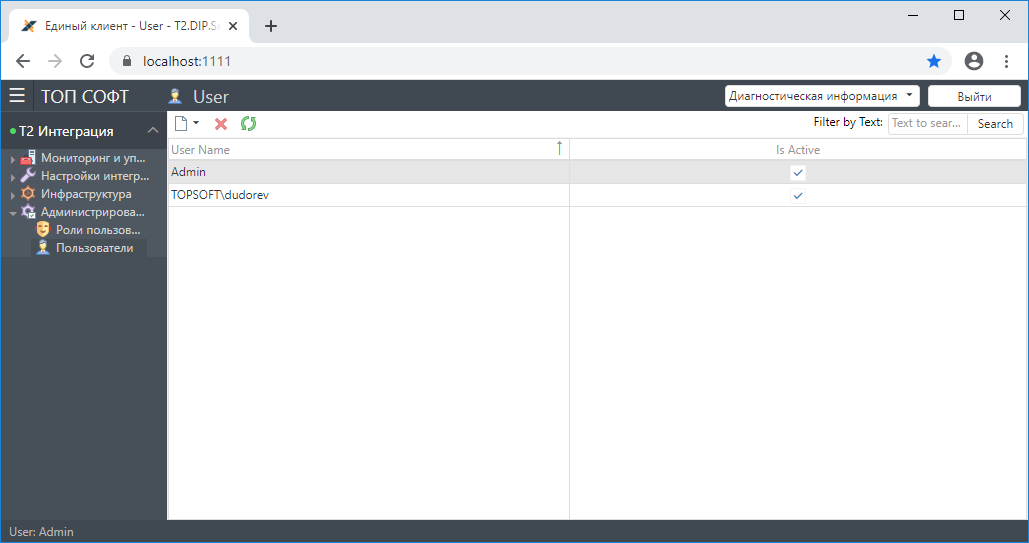 Единый клиент - User - T2.DIP.Se
localhost:1111
ТОП СОФТ
User
Диагностическая информация
Выйти
Т2 Интеграция
Filter by Text:
Text to sear...
Search
Мониторинг и уп...
Настройки интегр...
Инфраструктура
Администрирова...
Роли пользов...
Пользователи
User Name
Is Active
Admin
TOPSOFT\dudorev
User: Admin